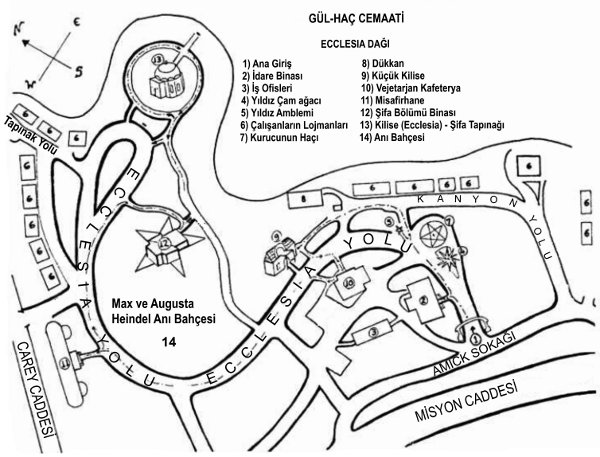 GÜL-HAÇ CEMAATİ
ECCLESIA DAĞI
1) Ana Giriş
2) İdare Binası
3) İş Ofisleri
4) Yıldız Çam ağacı
5) Yıldız Amblemi
6) Çalışanların Lojmanları
7) Kurucunun Haçı
8) Dükkan
9) Küçük Kilise
10) Vejetarjan Kafeterya
11) Misafirhane
12) Şifa Bölümü Binası
13) Kilise (Ecclesia) - Şifa Tapınağı
14) Anı Bahçesi
N
E
W
S
13
Tapınak Yolu
6
6
6
6
6
6
6
6
ECCLESIA YOLU
12
Max ve Augusta
Heindel Anı Bahçesi
14
ECCLESIA YOLU
9
8
6
6
6
6
6
6
6
KANYON YOLU
5
10
3
2
1
AMICK SOKAĞI
MİSYON CADDESİ
CAREY CADDESİ